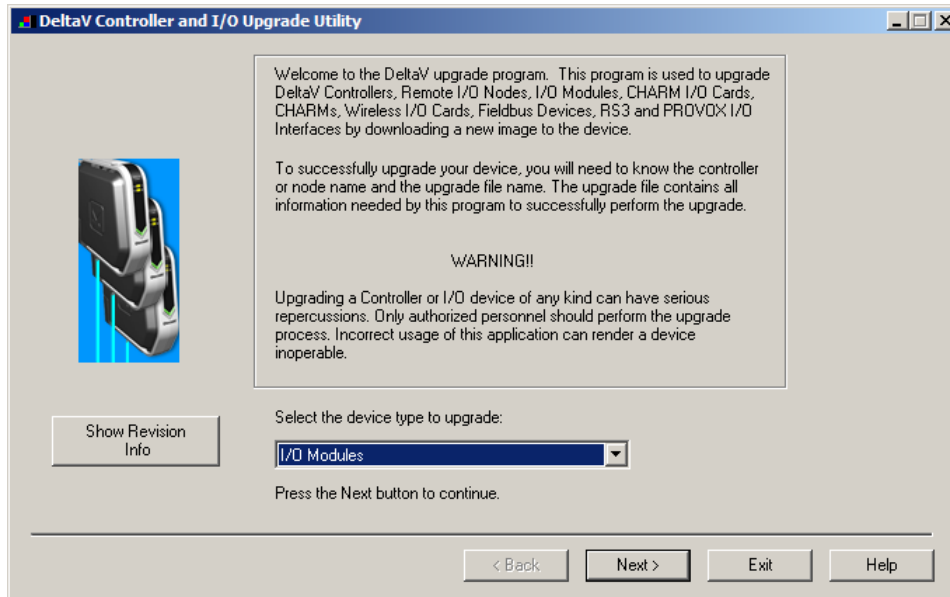 DeltaV Controller and I/O Upgrade Utility
Welcome to the DeltaV upgrade program.  This program is used to upgrade
DeltaV Controllers, Remote I/O Nodes, I/O Modules, CHARM I/O Cards,
CHARMs, Wireless I/O Cards, Fieldbus Devices, RS3 and PROVOX I/O
Interfaces by downloading a new image to the device.
To successfully upgrade your device, you will need to know the controller
or node name and the upgrade file name. The upgrade file contains all
information needed by this program to successfully perform the upgrade.
WARNING!!
Upgrading a Controller or I/O device of any kind can have serious
repercussions. Only authorized personnel should perform the upgrade
process. Incorrect usage of this application can render a device
inoperable.
Show Revision
Info
Select the device type to upgrade:
I/O Modules
Press the Next button to continue.
< Back
Next >
Exit
Help